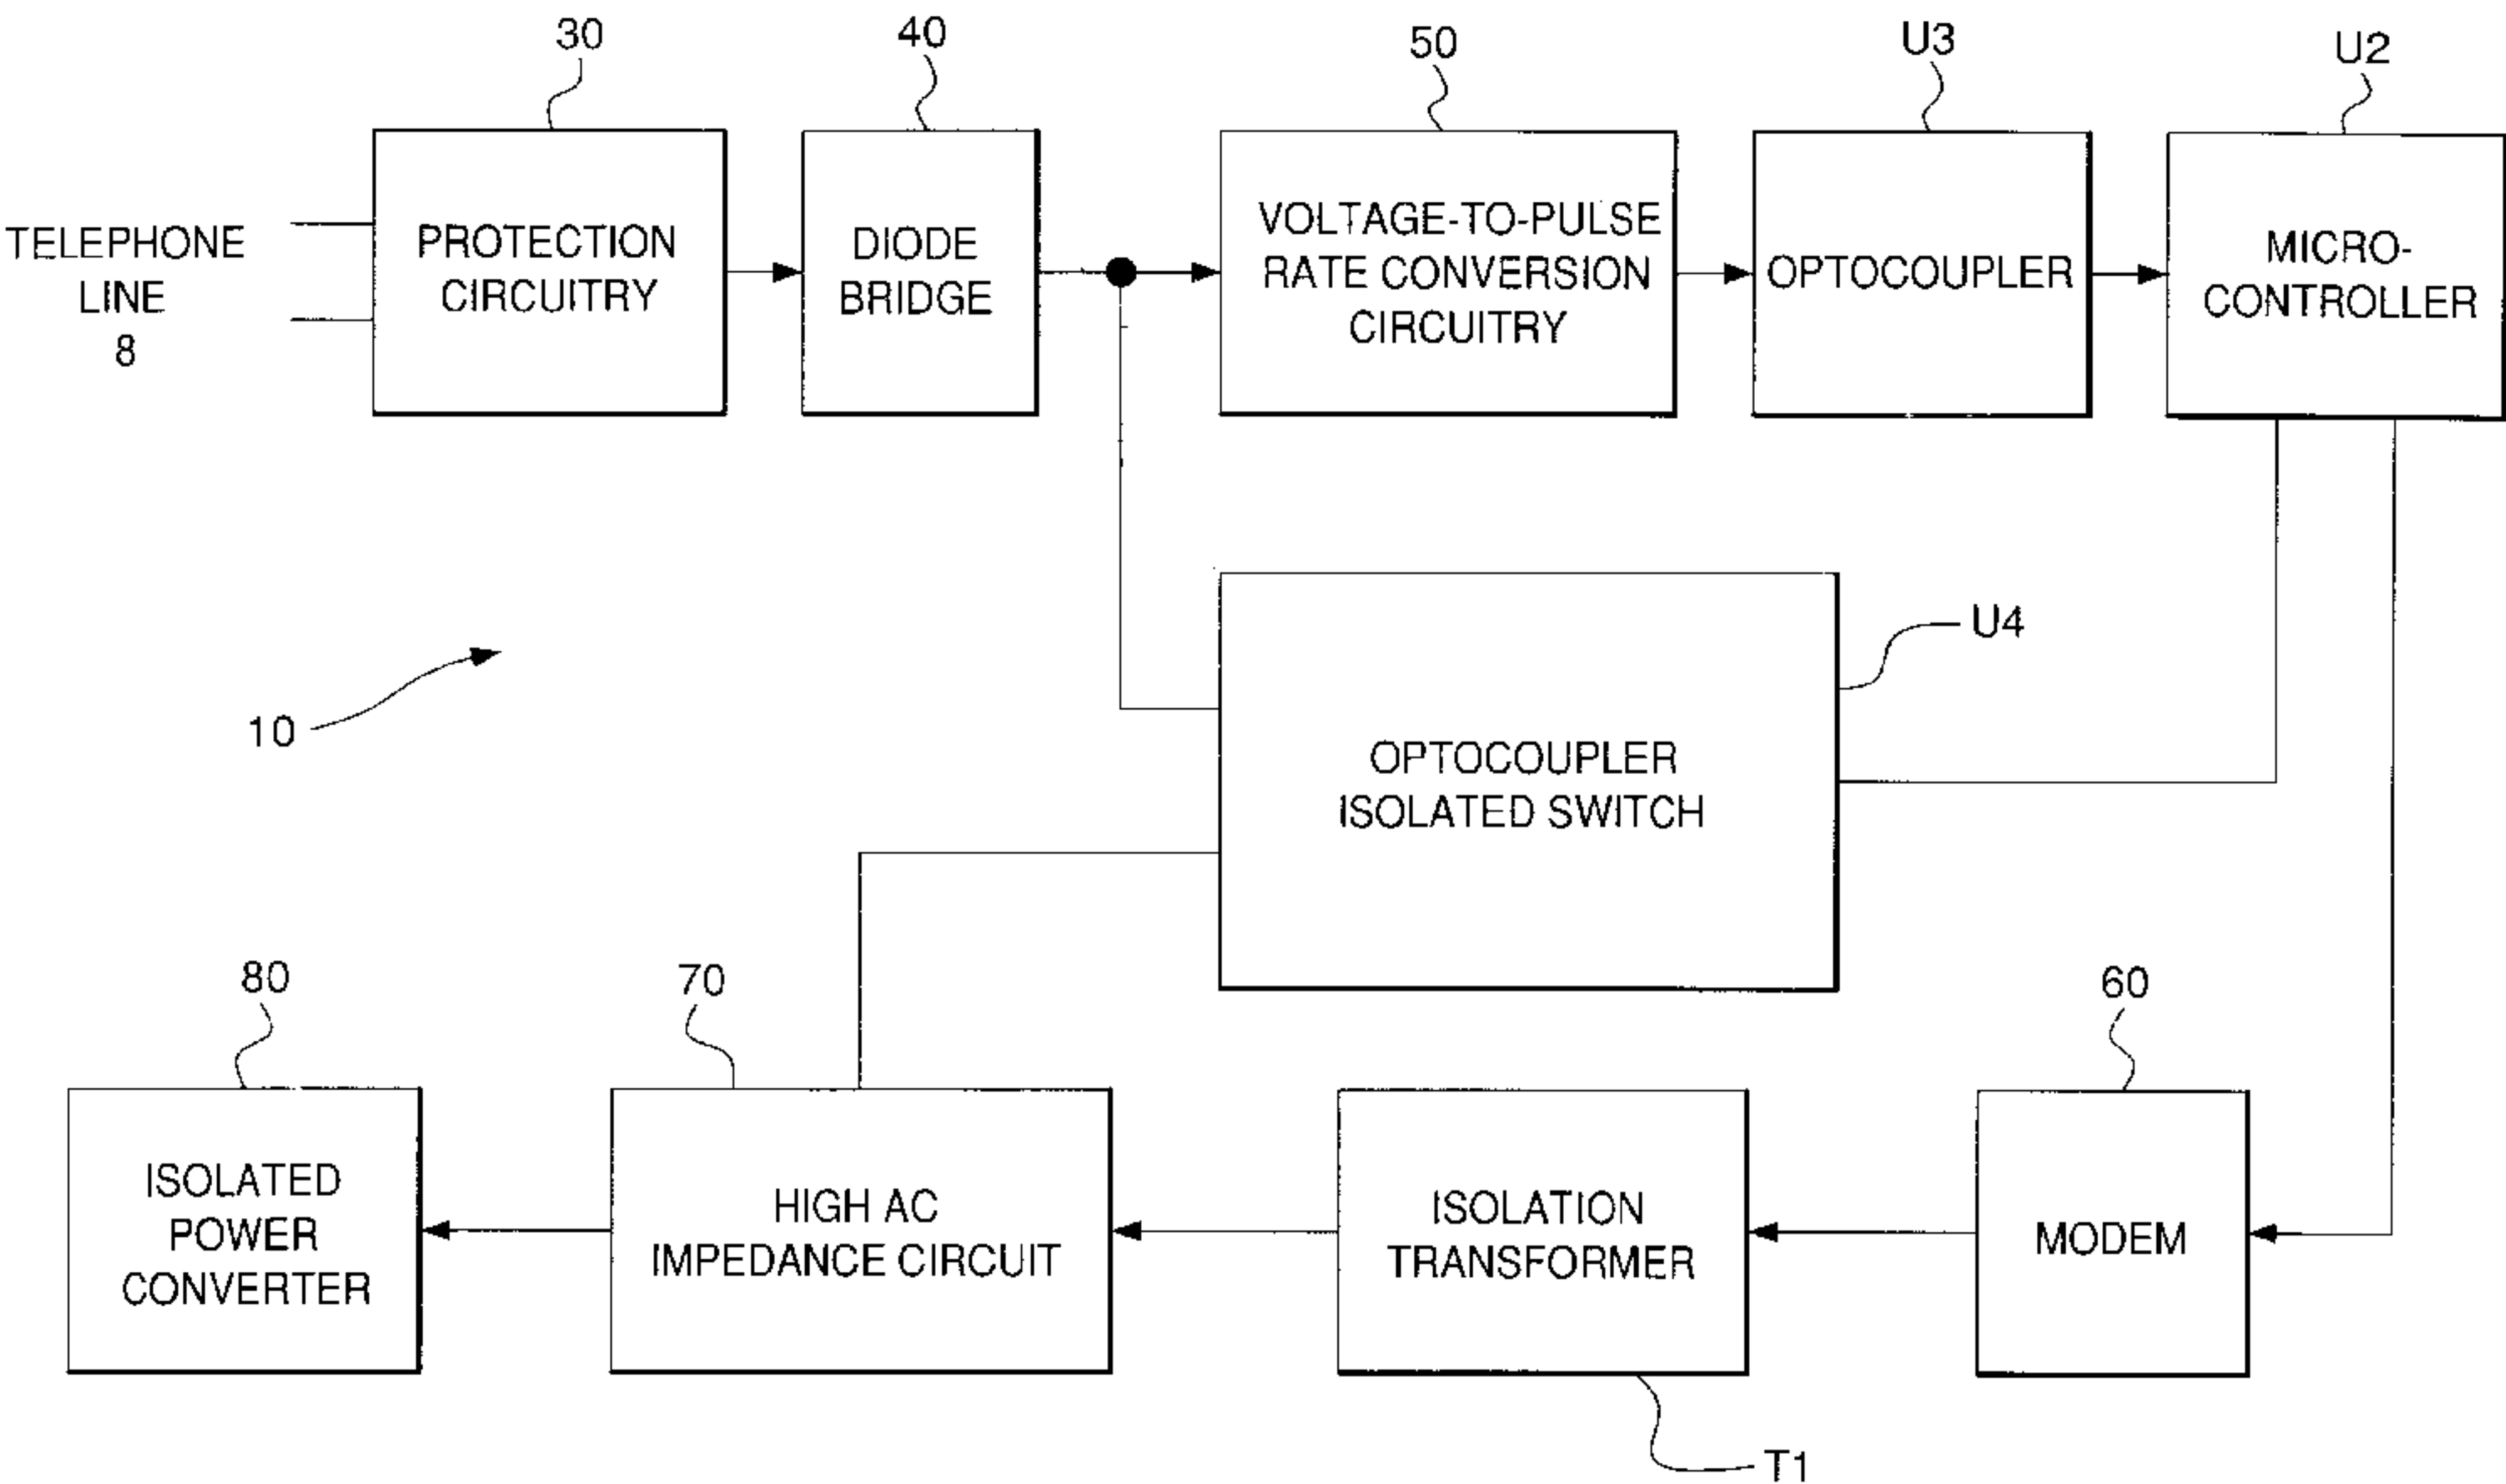 30
40
50
U3
U2
TELEPHONE
LINE
8
PROTECTION
CIRCUITRY
DIODE
BRIDGE
VOLTAGE-TO-PULSE
RATE CONVERSION
CIRCUITRY
OPTOCOUPLER
MICRO-
CONTROLLER
U4
10
OPTOCOUPLER
ISOLATED SWITCH
80
70
60
ISOLATED
POWER
CONVERTER
HIGH AC
IMPEDANCE CIRCUIT
ISOLATION
TRANSFORMER
MODEM
T1